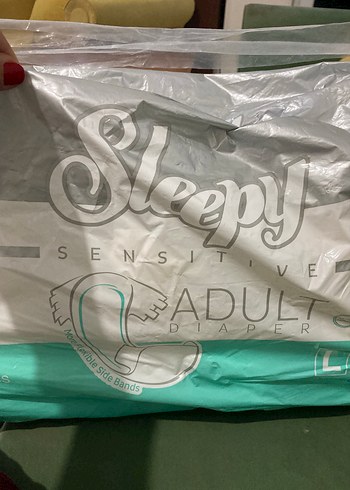 Sleepy
SENSITIVE
ADULT
DIAPER
Side Bands
L